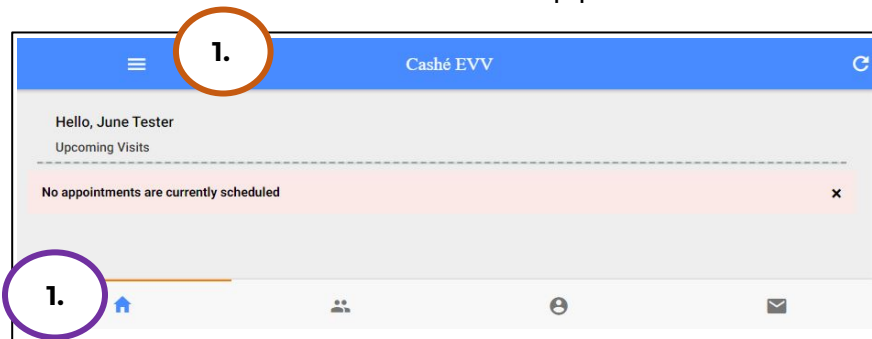 1.
Cashé EVV
Hello, June Tester
Upcoming Visits
No appointments are currently scheduled
1.